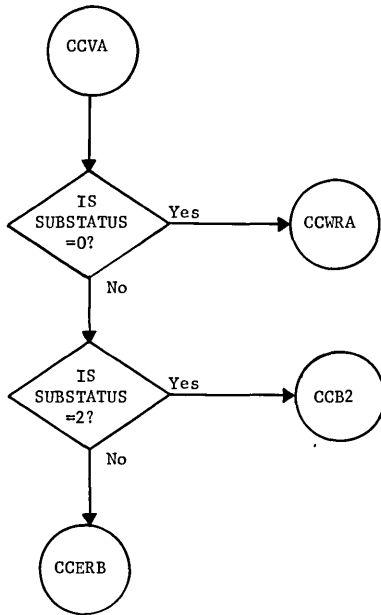 CCVA
IS
SUBSTATUS
=0?
Yes
CCWRA
No
IS
SUBSTATUS
=2?
Yes
CCB2
No
CCERB